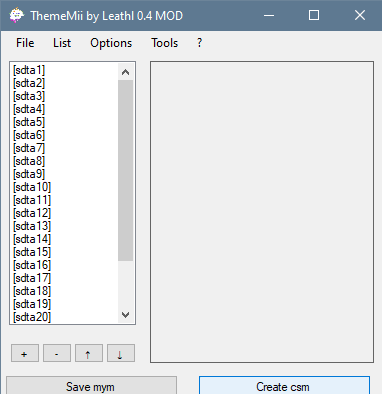 ThemeMii by Leathl 0.4 MOD
File List Options Tools ?
[sdta1]
[sdta2]
[sdta3]
[sdta4]
[sdta5]
[sdta6]
[sdta7]
[sdta8]
[sdta9]
[sdta10]
[sdta11]
[sdta12]
[sdta13]
[sdta14]
[sdta15]
[sdta16]
[sdta17]
[sdta18]
[sdta19]
[sdta20]
+ - ↑ ↓
Save mym Create csm